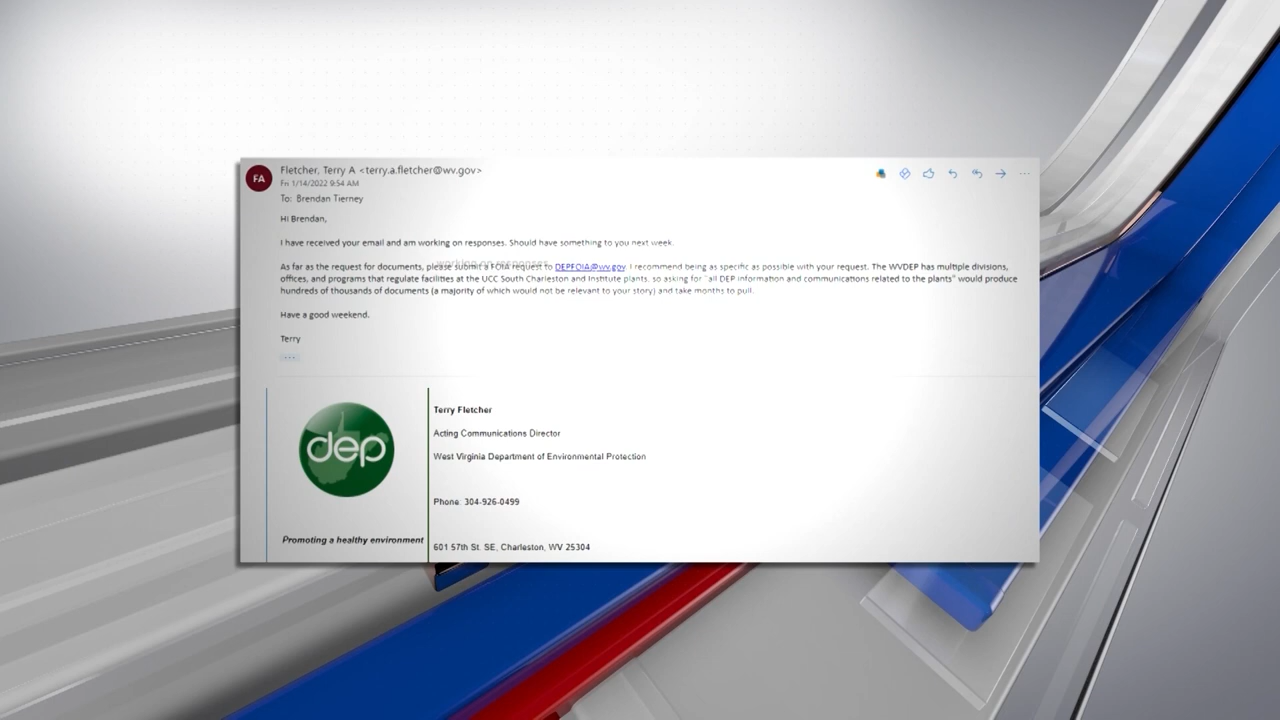 FA
Fletcher, Terry A <terry.a.fletcher@wv.gov>
Fri 1/14/2022 9:54 AM
To: Brendan Tierney
Hi Brendan,
I have received your email and am working on responses. Should have something to you next week.
working on responses.
As far as the request for documents, please submit a FOIA request to DEPFOIA@wv.gov. I recommend being as specific as possible with your request. The WVDEP has multiple divisions,
offices, and programs that regulate facilities at the UCC South Charleston and Institute plants, so asking for "all DEP information and communications related to the plants" would produce
hundreds of thousands of documents (a majority of which would not be relevant to your story) and take months to pull.
Have a good weekend.
Terry
dep
Promoting a healthy environment
Terry Fletcher
Acting Communications Director
West Virginia Department of Environmental Protection
Phone: 304-926-0499
601 57th St. SE, Charleston, WV 25304